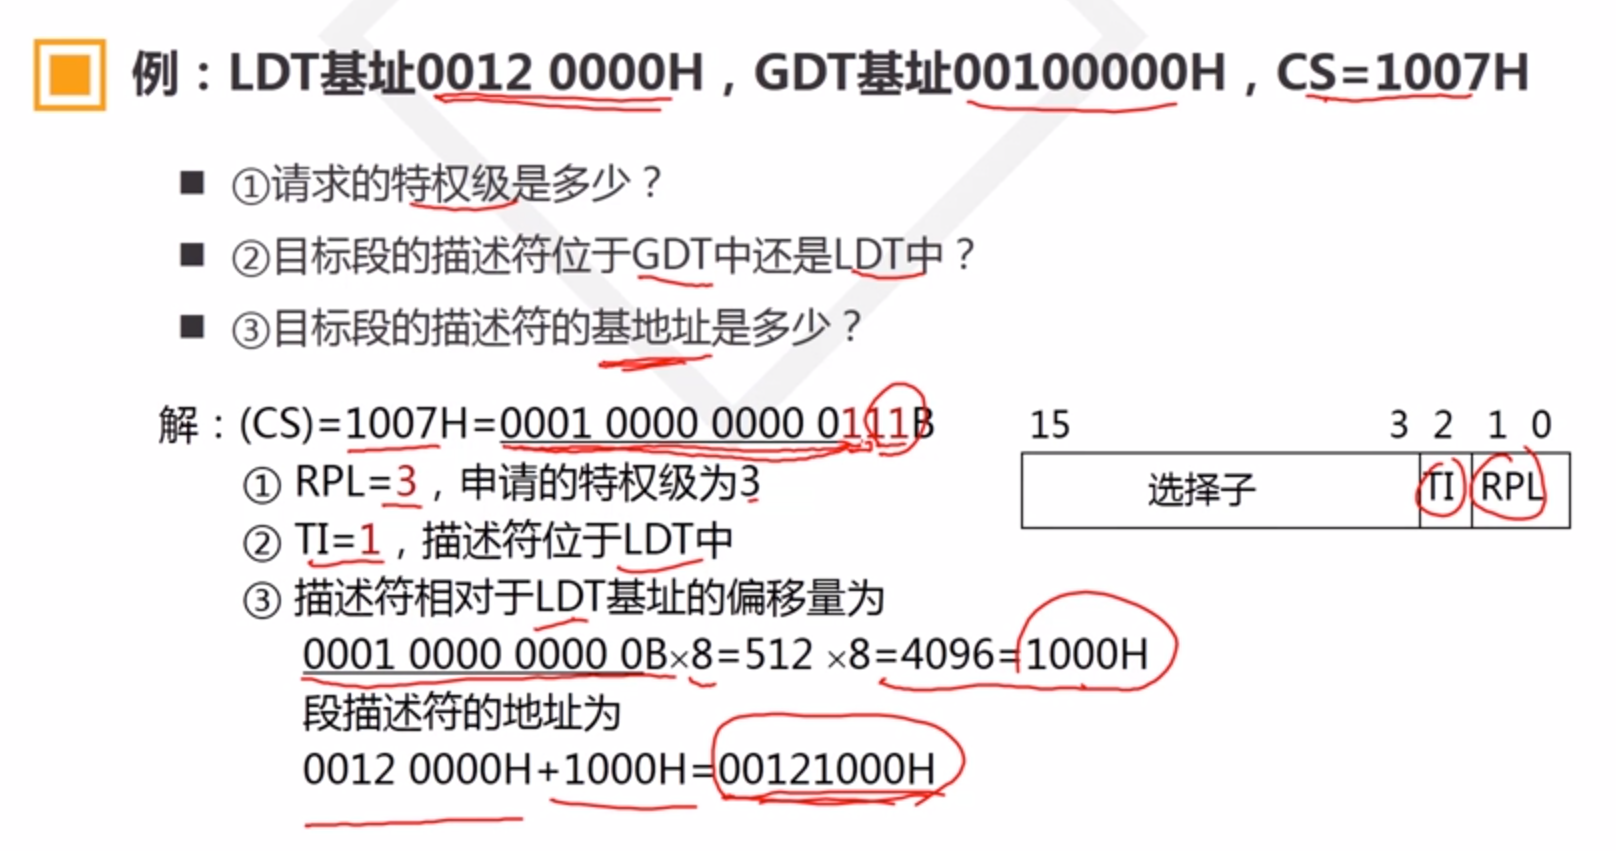 例：LDT基址0012 0000H，GDT基址00100000H，CS=1007H
■ ①请求的特权级是多少？
■ ②目标段的描述符位于GDT中还是LDT中？
■ ③目标段的描述符的基地址是多少？
解：(CS)=1007H=0001 0000 0000 0111B
① RPL=3，申请的特权级为3
② TI=1，描述符位于LDT中
③ 描述符相对于LDT基址的偏移量为
0001 0000 0000 0B×8=512 ×8=4096=1000H
段描述符的地址为
0012 0000H+1000H=00121000H
15 3 2 1 0
选择子 TI RPL